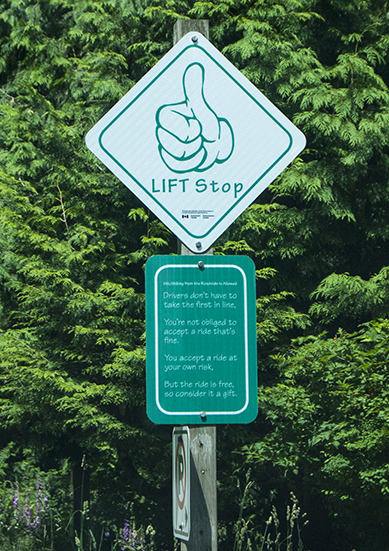 LIFT Stop
Hitchhiking from the Roadside is Allowed
Drivers don't have to
take the first in line,
You're not obliged to
accept a ride that's
fine.
You accept a ride at
your own risk,
But the ride is free,
so consider it a gift.